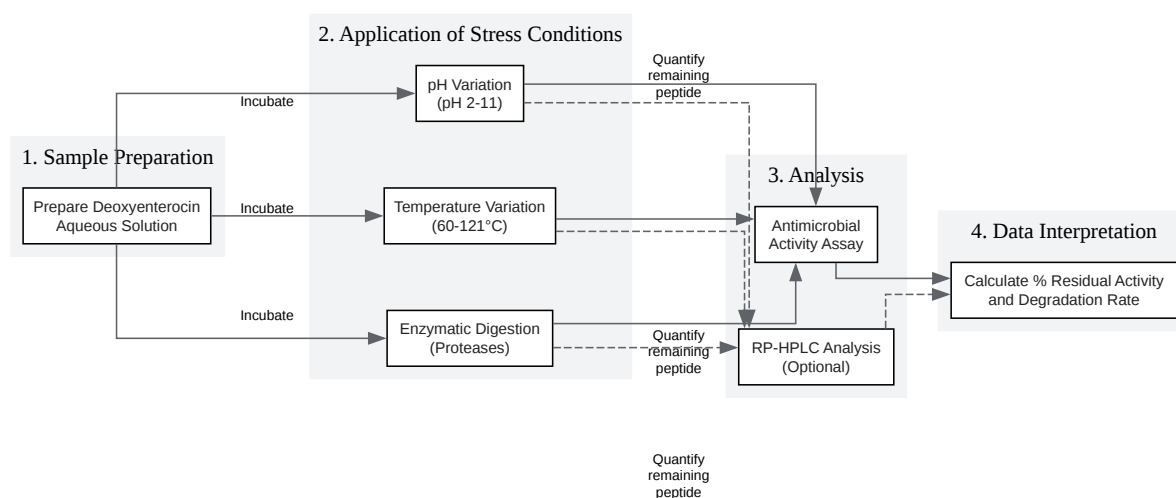 2. Application of Stress Conditions
Quantify
remaining
peptide
pH Variation
(pH 2-11)
Incubate
1. Sample Preparation
3. Analysis
Prepare Deoxyenterocin
Aqueous Solution
Incubate
Temperature Variation
(60-121°C)
Antimicrobial
Activity Assay
4. Data Interpretation
Calculate % Residual Activity
and Degradation Rate
Incubate
Enzymatic Digestion
(Proteases)
Quantify
remaining
peptide
RP-HPLC Analysis
(Optional)
Quantify
remaining
peptide